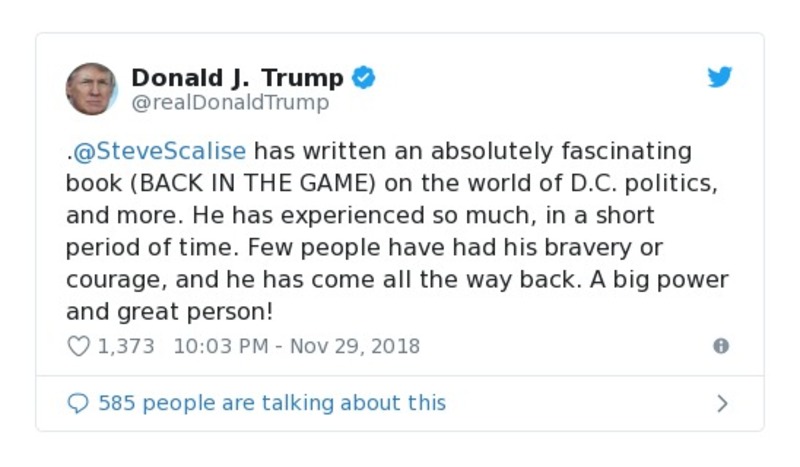 Donald J. Trump
@realDonaldTrump
.@SteveScalise has written an absolutely fascinating
book (BACK IN THE GAME) on the world of D.C. politics,
and more. He has experienced so much, in a short
period of time. Few people have had his bravery or
courage, and he has come all the way back. A big power
and great person!
1,373 10:03 PM - Nov 29, 2018
585 people are talking about this